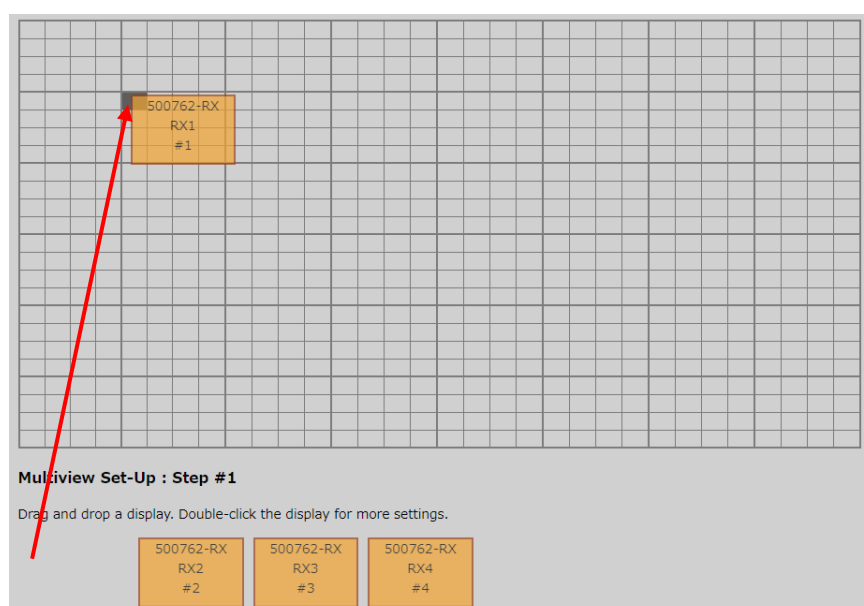 500762-RX
RX1
#1
Multiview Set-Up : Step #1
Drag and drop a display. Double-click the display for more settings.
500762-RX
RX2
#2
500762-RX
RX3
#3
500762-RX
RX4
#4